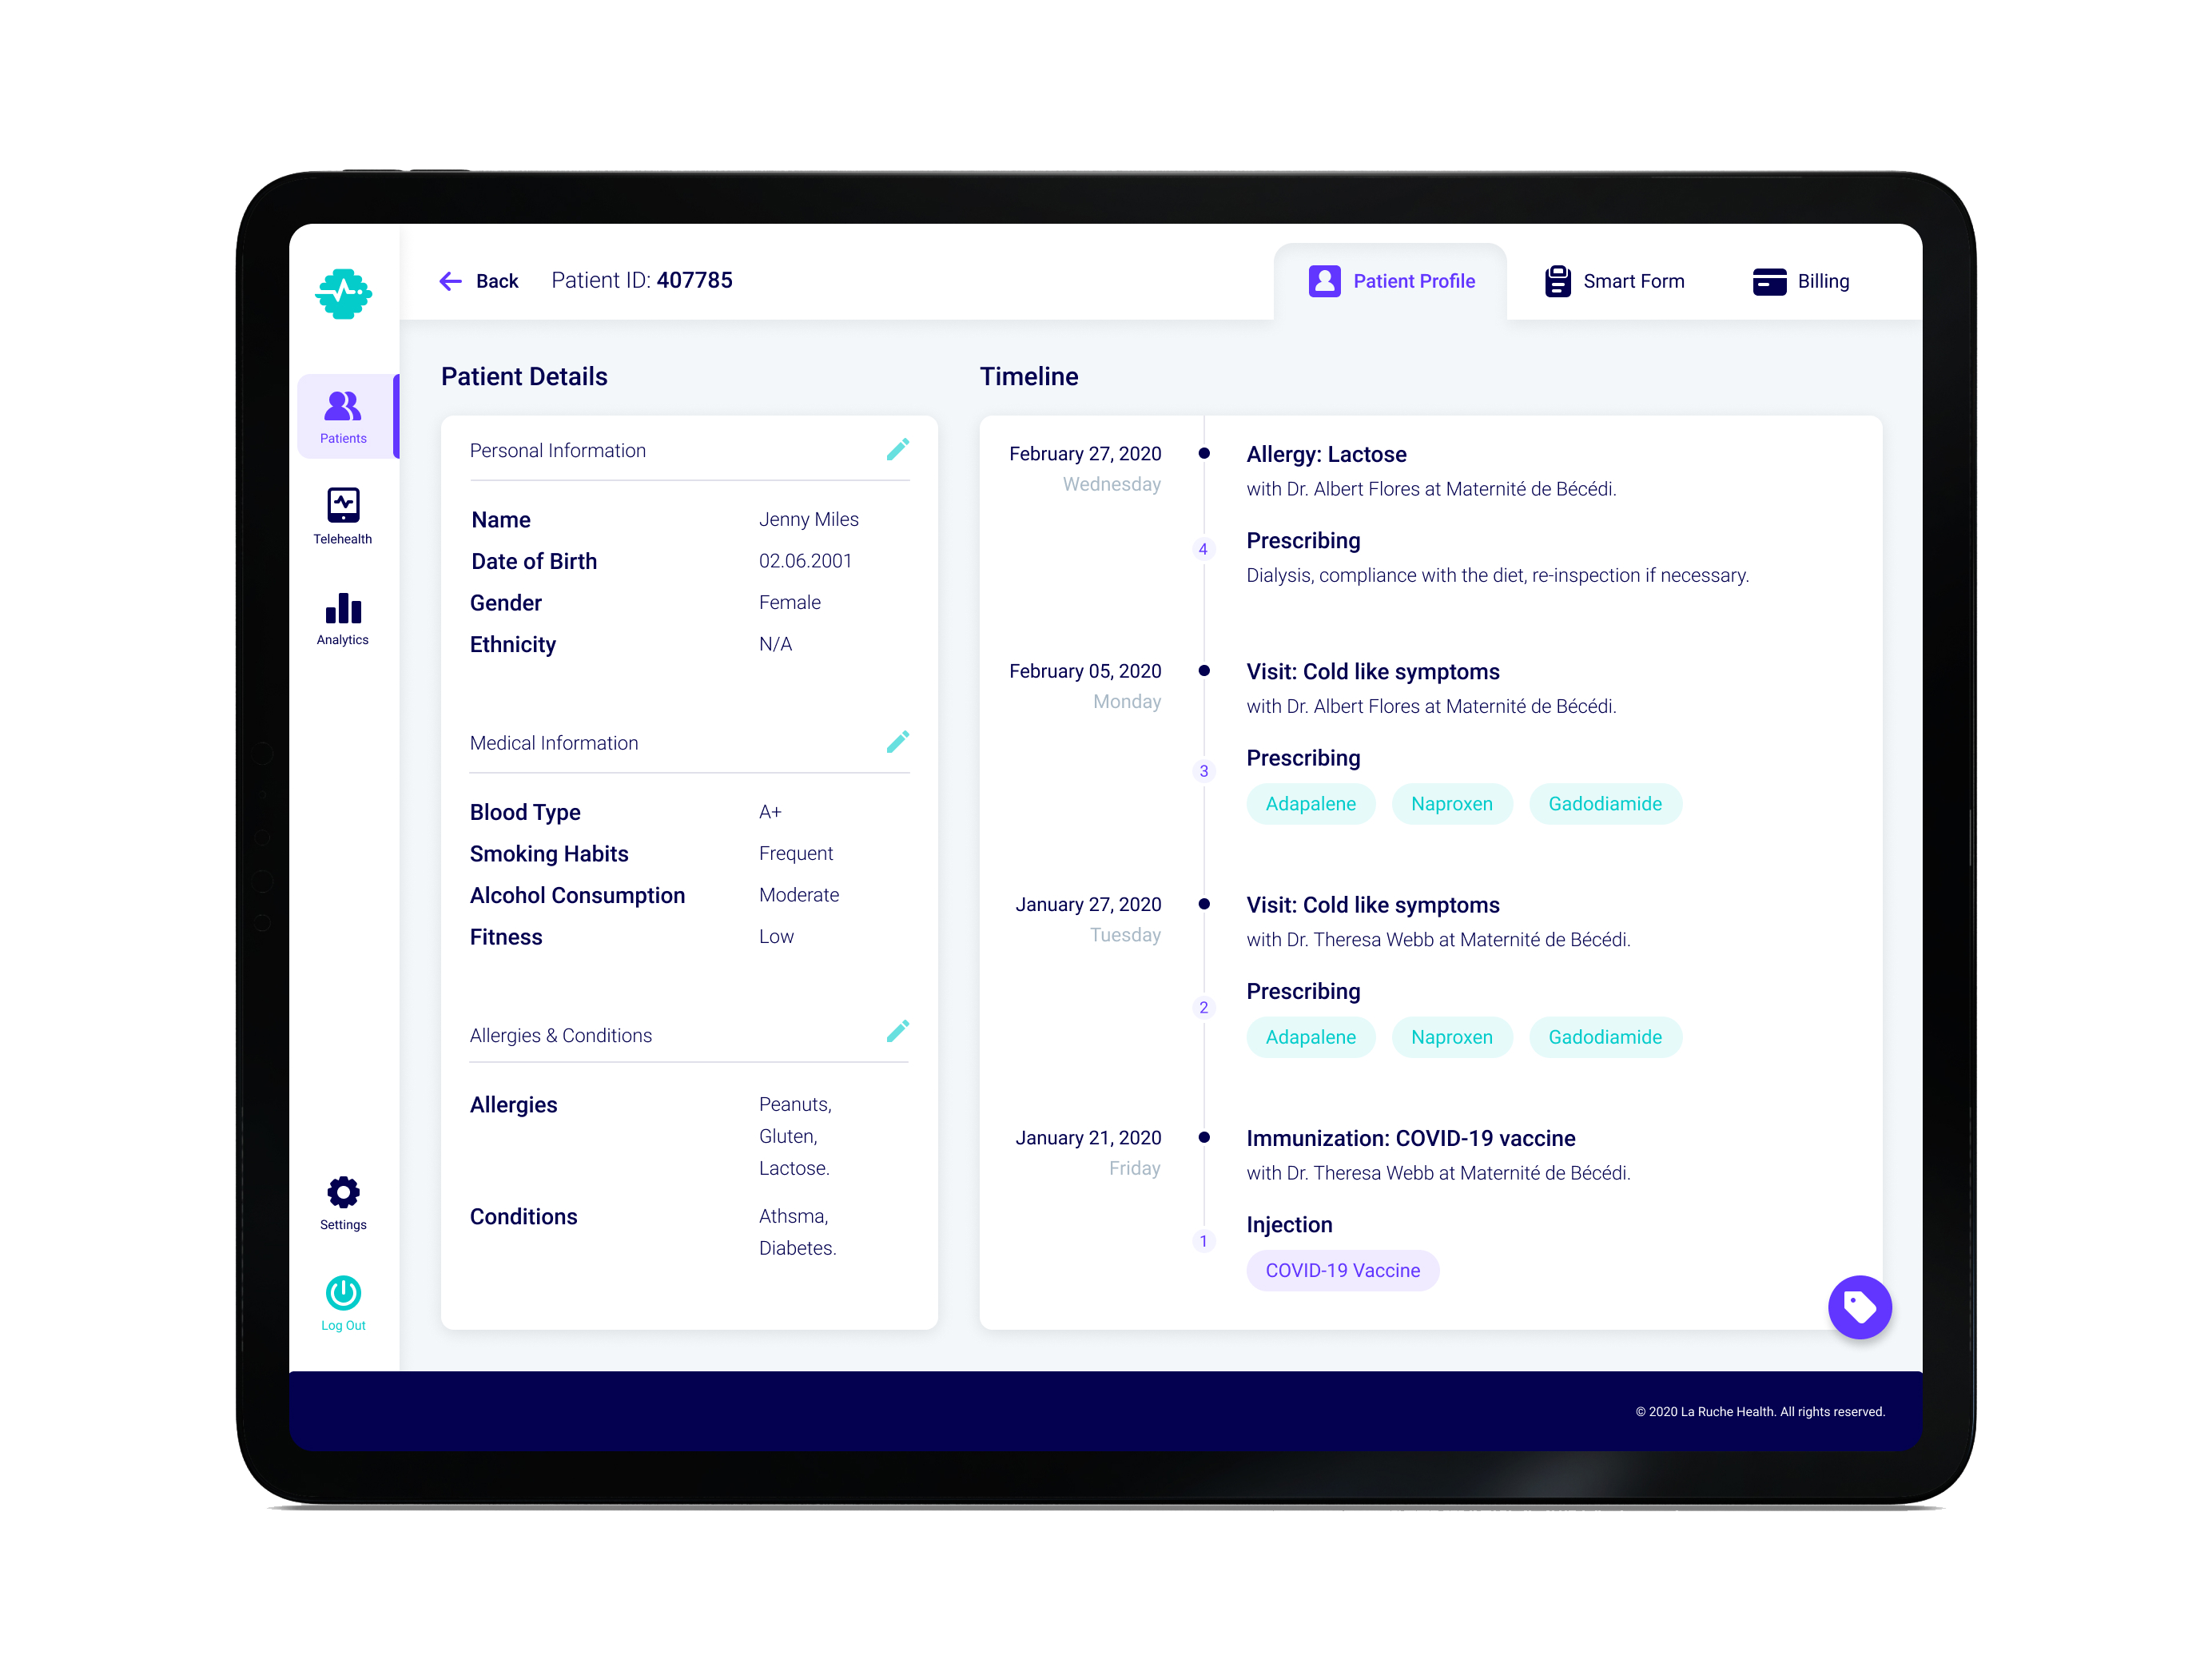 Back Patient ID: 407785
Patient Profile
Smart Form
Billing
Patients
Telehealth
Analytics
Settings
Log Out
Patient Details
Personal Information
Name Jenny Miles
Date of Birth 02.06.2001
Gender Female
Ethnicity N/A
Medical Information
Blood Type A+
Smoking Habits Frequent
Alcohol Consumption Moderate
Fitness Low
Allergies & Conditions
Allergies Peanuts,
Gluten,
Lactose.
Conditions Athsma,
Diabetes.
Timeline
February 27, 2020
Wednesday
Allergy: Lactose
with Dr. Albert Flores at Maternité de Bécédi.
4
Prescribing
Dialysis, compliance with the diet, re-inspection if necessary.
February 05, 2020
Monday
Visit: Cold like symptoms
with Dr. Albert Flores at Maternité de Bécédi.
3
Prescribing
Adapalene Naproxen Gadodiamide
January 27, 2020
Tuesday
Visit: Cold like symptoms
with Dr. Theresa Webb at Maternité de Bécédi.
2
Prescribing
Adapalene Naproxen Gadodiamide
January 21, 2020
Friday
Immunization: COVID-19 vaccine
with Dr. Theresa Webb at Maternité de Bécédi.
1
Injection
COVID-19 Vaccine
© 2020 La Ruche Health. All rights reserved.